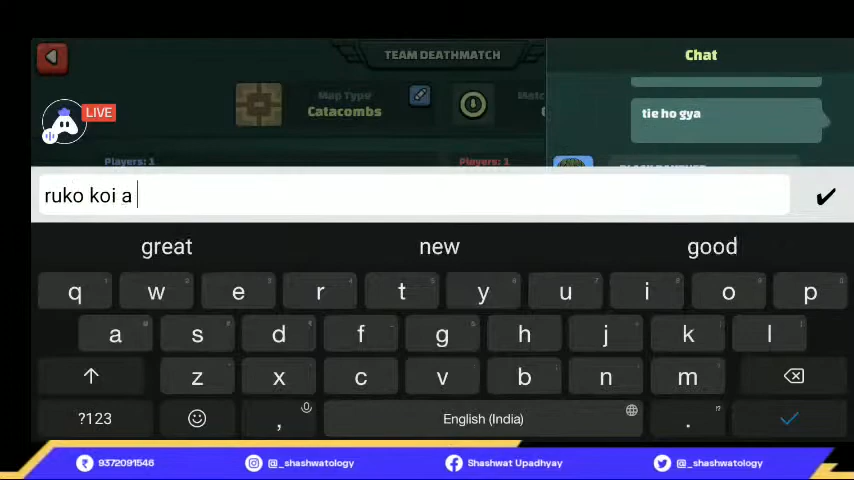 TEAM DEATHMATCH
Chat
Map Type
Catacombs
tie ho gya
LIVE
Players: 1
Players: 1
ruko koi a
great new good
q w e r t y u i o p
a s d f g h j k l
z x c v b n m
?123 , English (India) .
9372091546 @_shashwatology Shashwat Upadhyay @_shashwatology